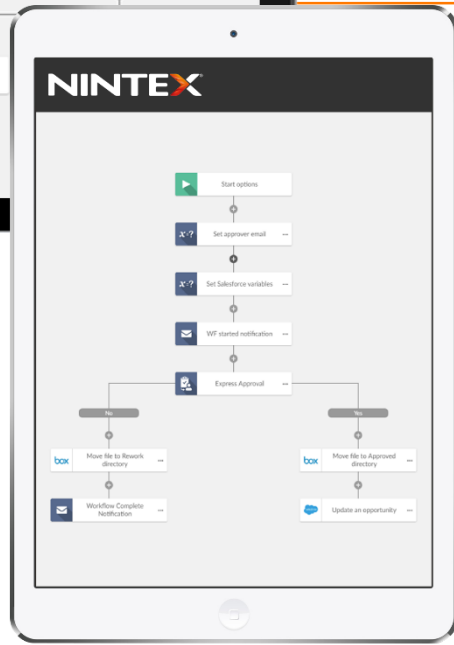 NINTEX
Start options
x-? Set approver email
x-? Set Salesforce variables
WF started notification
Express Approval
No
Yes
box Move file to Rework
directory
box Move file to Approved
directory
Workflow Complete
Notification
Update an opportunity